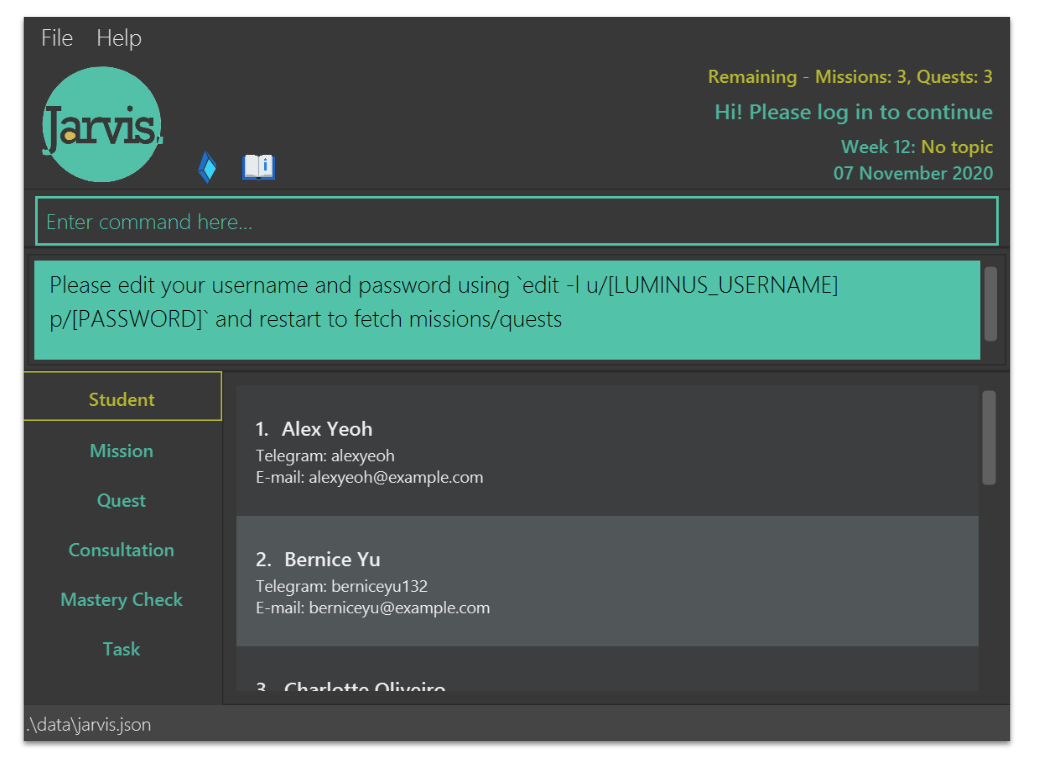 File Help
Remaining - Missions: 3, Quests: 3
Jarvis.
Hi! Please log in to continue
Week 12: No topic
07 November 2020
i
Enter command here...
Please edit your username and password using `edit -l u/[LUMINUS_USERNAME]
p/[PASSWORD]` and restart to fetch missions/quests
Student
Mission
Quest
Consultation
Mastery Check
Task
1. Alex Yeoh
Telegram: alexyeoh
E-mail: alexyeoh@example.com
2. Bernice Yu
Telegram: berniceyu132
E-mail: berniceyu@example.com
3. Charlotte Oliveiro
.\data\jarvis.json